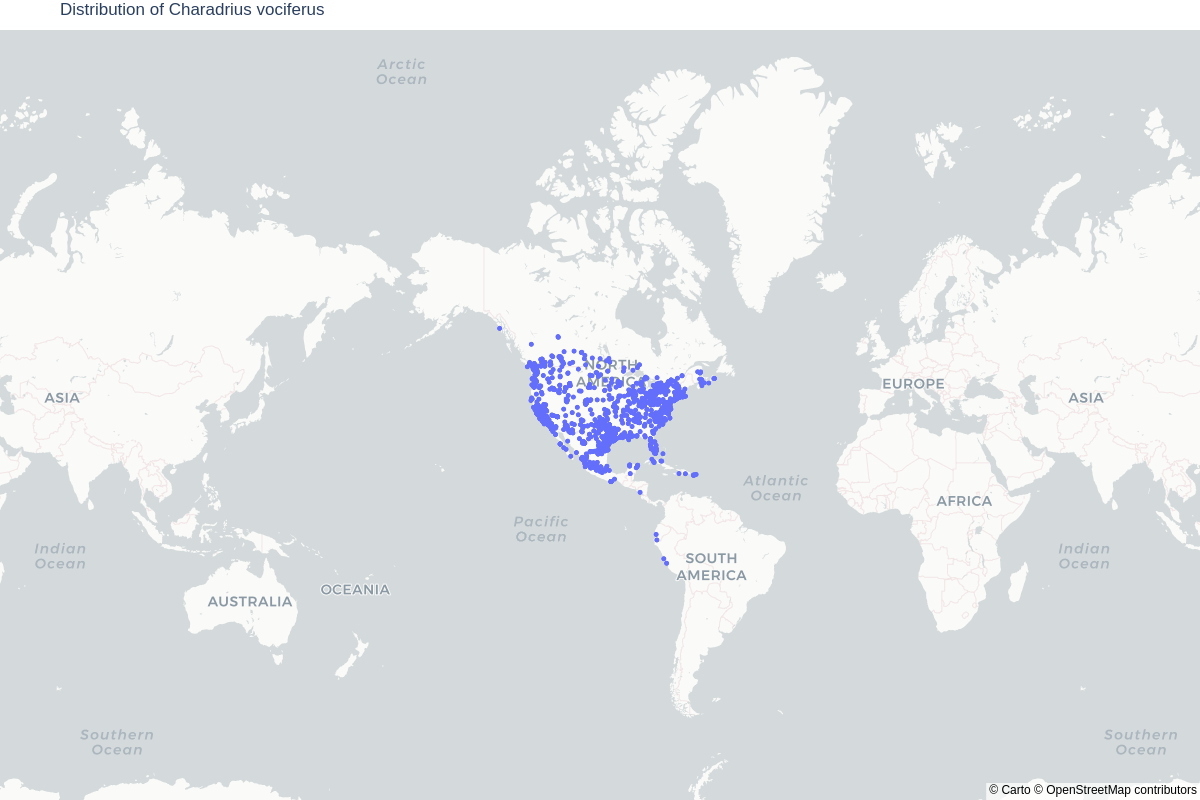 Distribution of Charadrius vociferus
Arctic
Ocean
NORTH
AMERICA
EUROPE
ASIA
ASIA
Atlantic
Ocean
AFRICA
Pacific
Ocean
Indian
Ocean
SOUTH
AMERICA
Indian
Ocean
OCEANIA
AUSTRALIA
Southern
Ocean
Southern
Ocean
© Carto © OpenStreetMap contributors